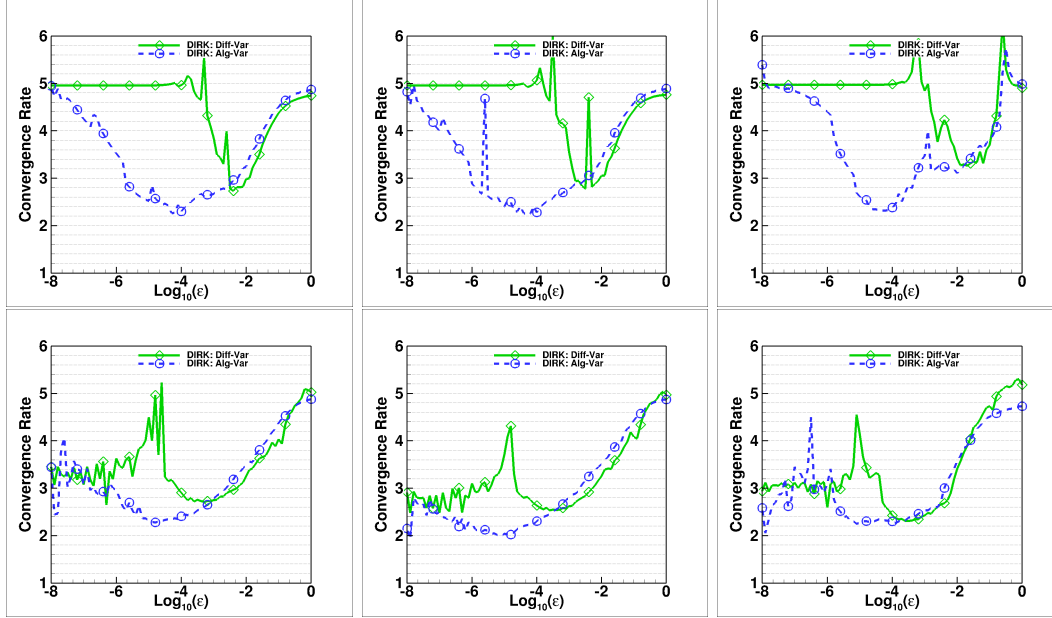 6
5
4
3
2
1
Convergence Rate
DIRK: Diff-Var
DIRK: Alg-Var
-8 -6 -4 -2 0
Log10(ε)
6
5
4
3
2
1
Convergence Rate
DIRK: Diff-Var
DIRK: Alg-Var
-8 -6 -4 -2 0
Log10(ε)
6
5
4
3
2
1
Convergence Rate
DIRK: Diff-Var
DIRK: Alg-Var
-8 -6 -4 -2 0
Log10(ε)
6
5
4
3
2
1
Convergence Rate
DIRK: Diff-Var
DIRK: Alg-Var
-8 -6 -4 -2 0
Log10(ε)
6
5
4
3
2
1
Convergence Rate
DIRK: Diff-Var
DIRK: Alg-Var
-8 -6 -4 -2 0
Log10(ε)
6
5
4
3
2
1
Convergence Rate
DIRK: Diff-Var
DIRK: Alg-Var
-8 -6 -4 -2 0
Log10(ε)